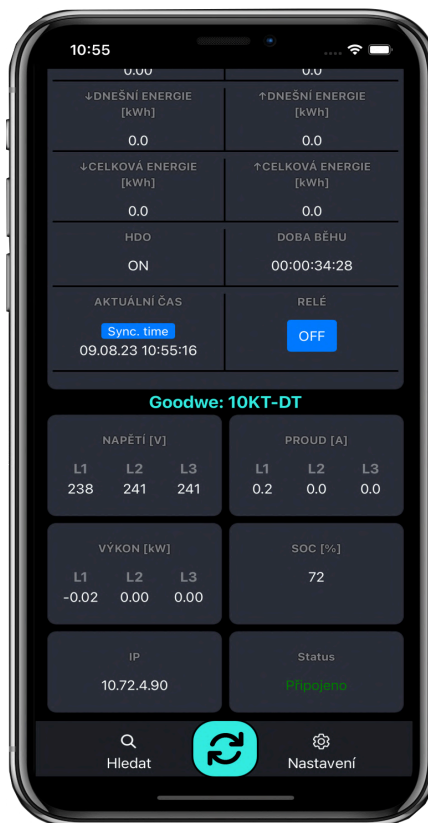 10:55
0.00 0.0
↓DNEŠNÍ ENERGIE ↑DNEŠNÍ ENERGIE
[kWh] [kWh]
0.0 0.0
↓CELKOVÁ ENERGIE ↑CELKOVÁ ENERGIE
[kWh] [kWh]
0.0 0.0
HDO DOBA BĚHU
ON 00:00:34:28
AKTUÁLNÍ ČAS RELÉ
Sync. time OFF
09.08.23 10:55:16
Goodwe: 10KT-DT
NAPĚTÍ [V] PROUD [A]
L1 L2 L3 L1 L2 L3
238 241 241 0.2 0.0 0.0
VÝKON [kW] SOC [%]
L1 L2 L3 72
-0.02 0.00 0.00
IP Status
10.72.4.90 Připojeno
Hledat Nastavení